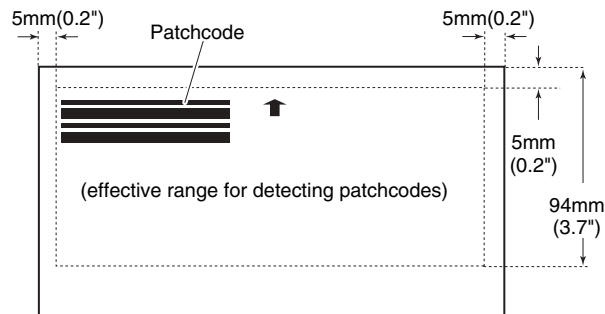 5mm(0.2")
Patchcode
5mm(0.2")
5mm
(0.2")
(effective range for detecting patchcodes)
94mm
(3.7")